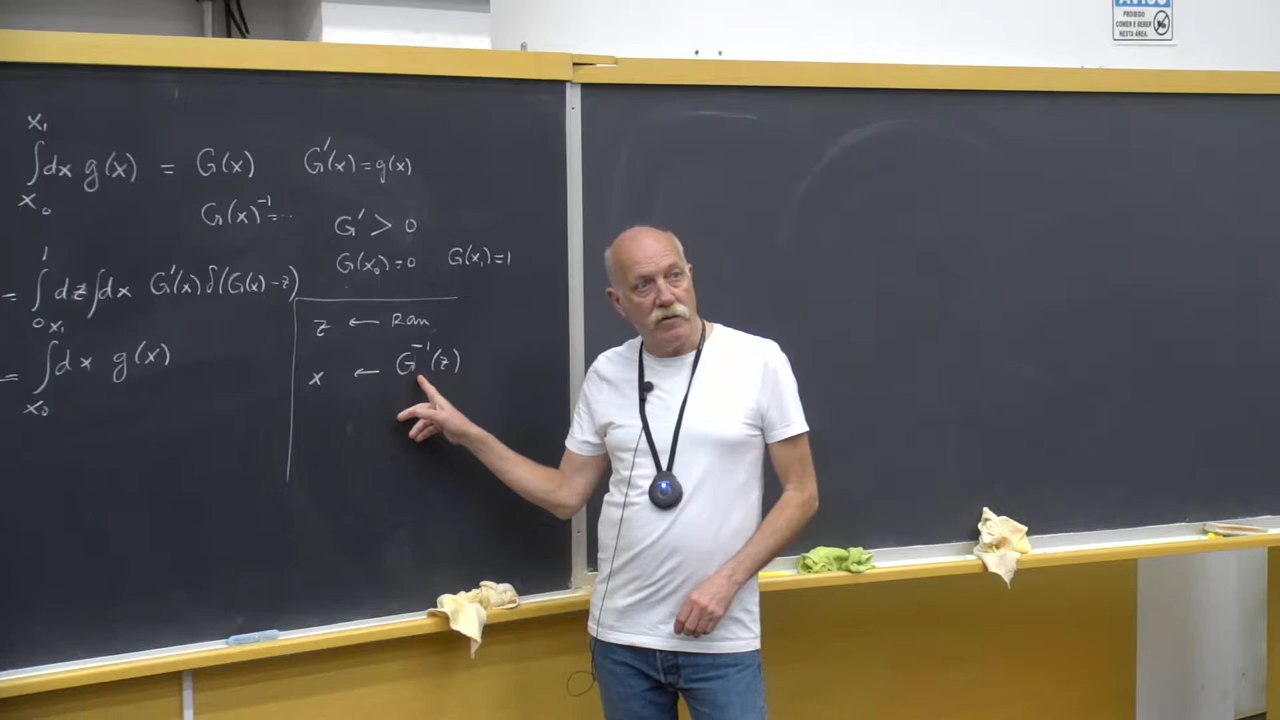 AVISO
PROIBIDO
COMER E BEBER
NESTA ÁREA.
x₁
∫dx g(x) = G(x) G'(x)=g(x)
x₀
G(x)⁻¹=...
G' > 0
G(x₀)=0 G(x₁)=1
1
= ∫dz∫dx G'(x)δ(G(x)-z)
0
z ← Ran
x₁
= ∫dx g(x)
x₀
x ← G⁻¹(z)